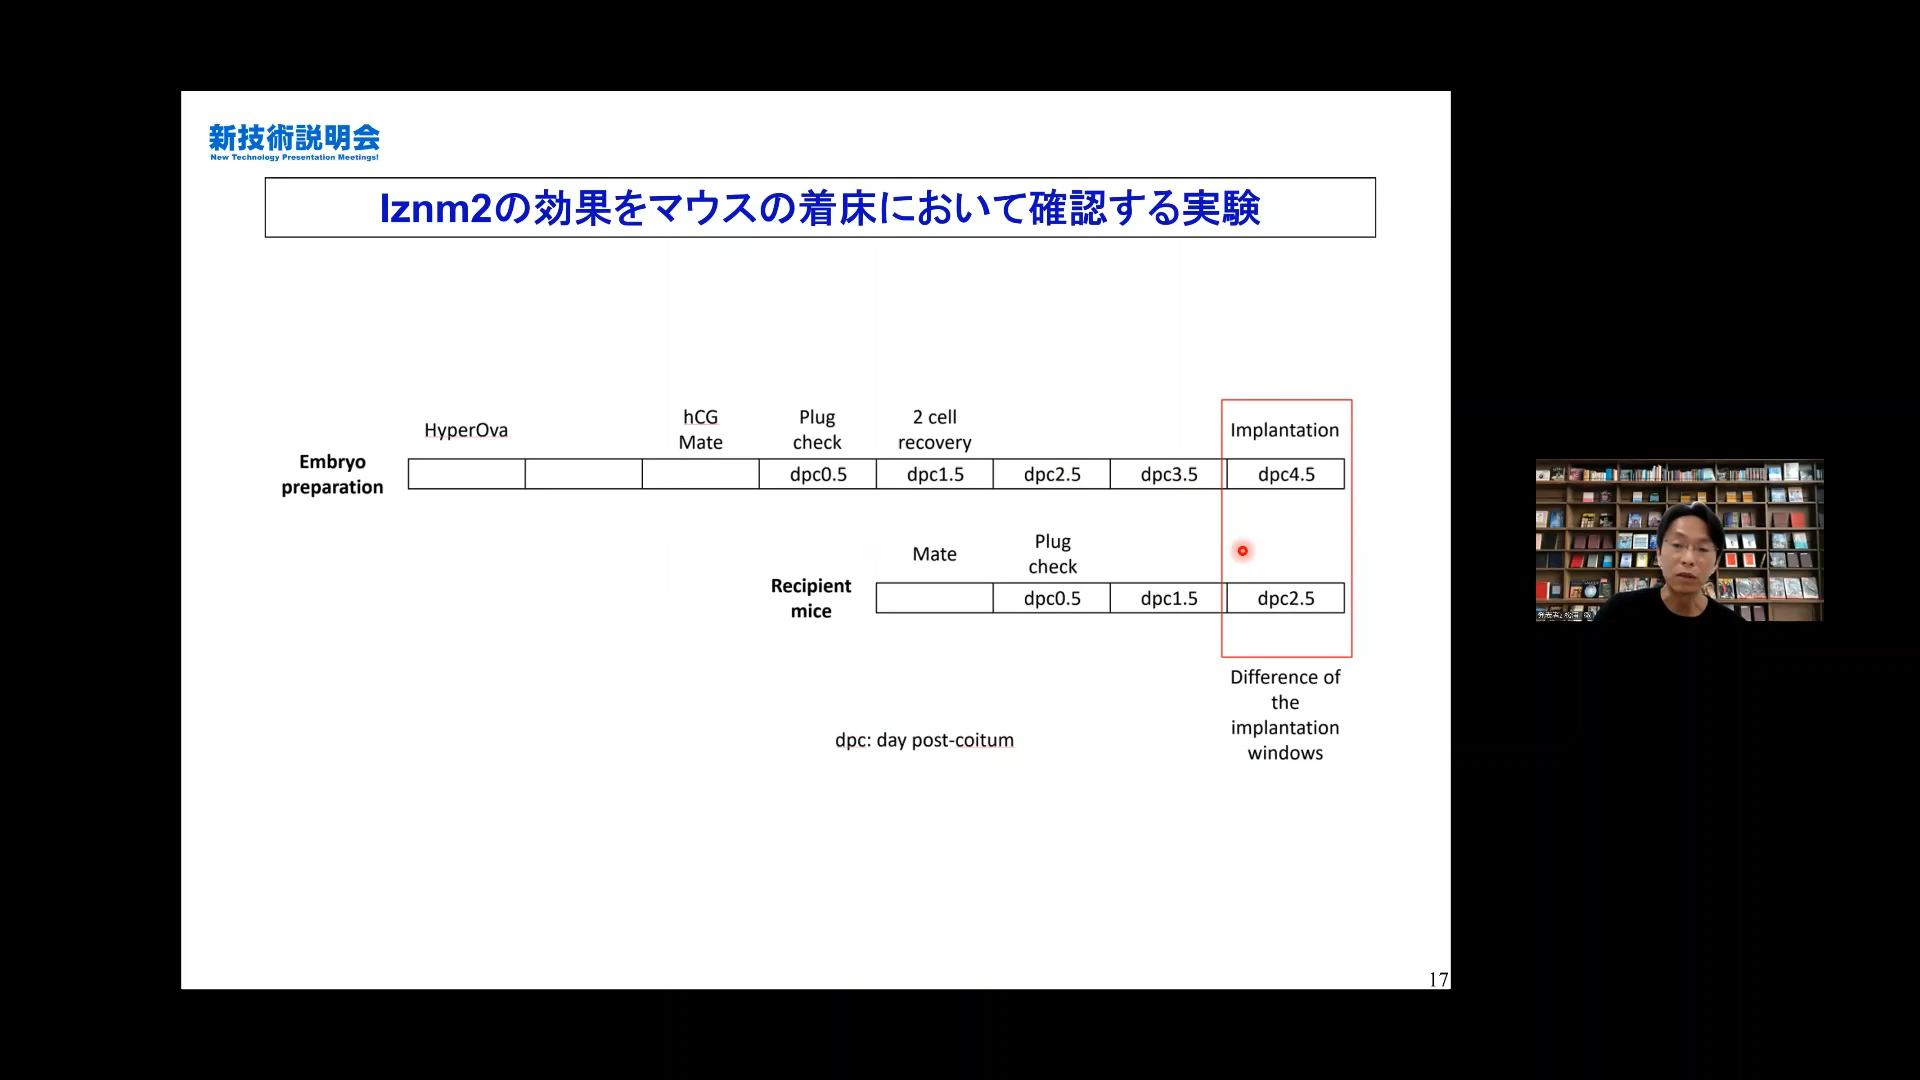 新技術説明会
New Technology Presentation Meetings!
Iznm2の効果をマウスの着床において確認する実験
HyperOva
hCG
Mate
Plug
check
2 cell
recovery
Implantation
Embryo
preparation
dpc0.5
dpc1.5
dpc2.5
dpc3.5
dpc4.5
Mate
Plug
check
Recipient
mice
dpc0.5
dpc1.5
dpc2.5
Difference of
the
implantation
windows
dpc: day post-coitum
17